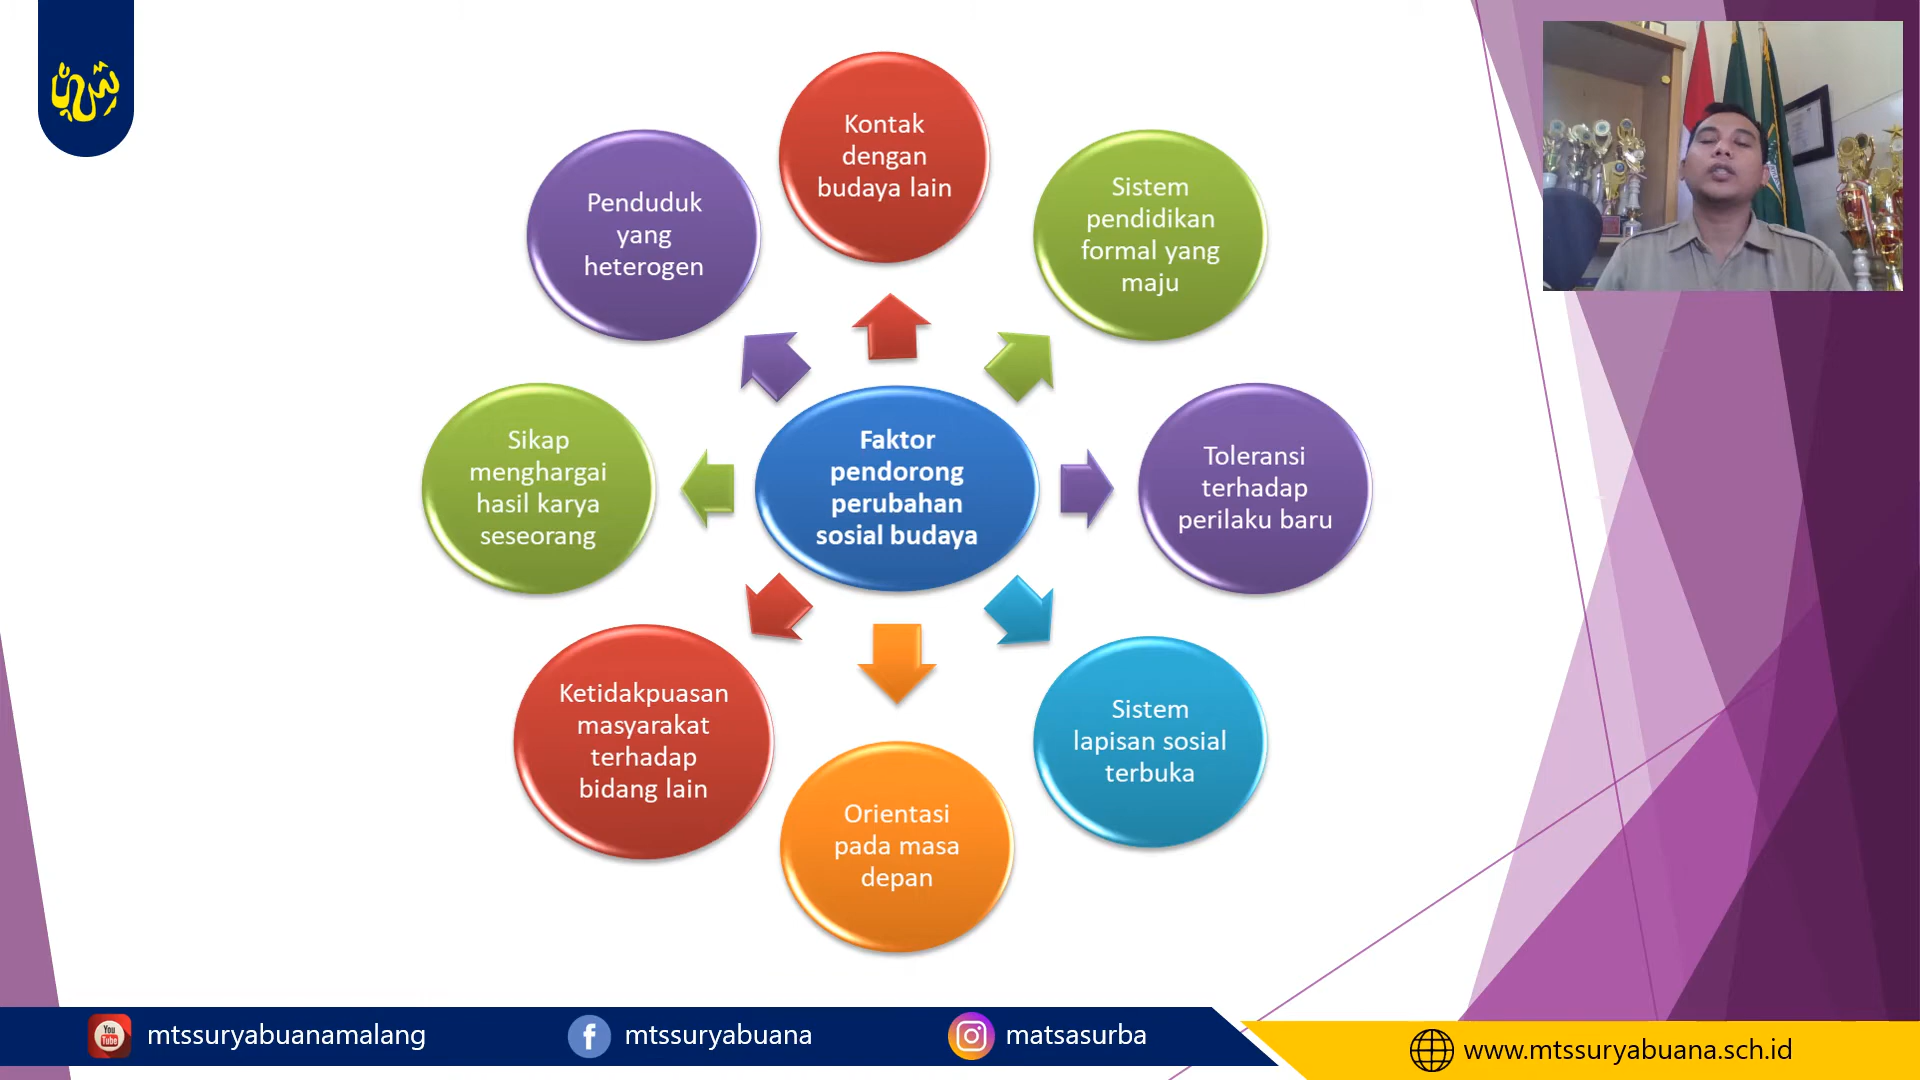 Kontak
dengan
budaya lain
Sistem
pendidikan
formal yang
maju
Toleransi
terhadap
perilaku baru
Sistem
lapisan sosial
terbuka
Orientasi
pada masa
depan
Ketidakpuasan
masyarakat
terhadap
bidang lain
Sikap
menghargai
hasil karya
seseorang
Penduduk
yang
heterogen
Faktor
pendorong
perubahan
sosial budaya
You
Tube
mtssuryabuanamalang
mtssuryabuana
matsasurba
www.mtssuryabuana.sch.id